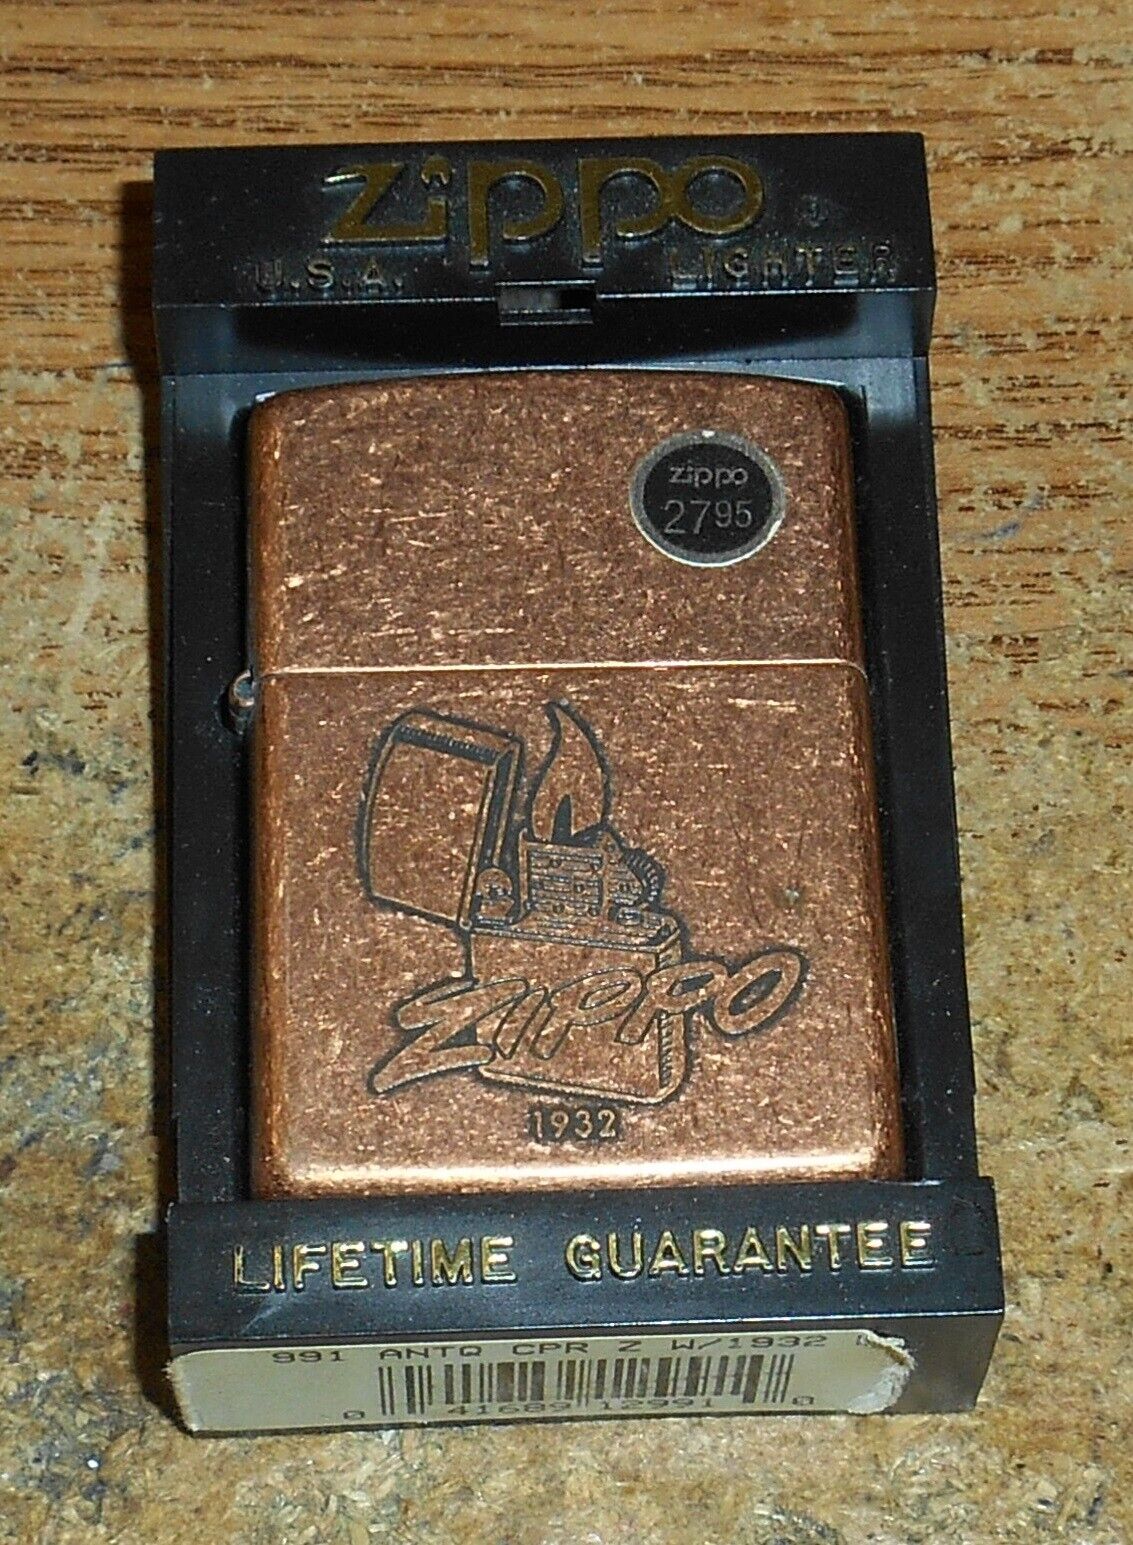 Zippo
U.S.A. LIGHTER
zippo
2795
ZIPPO
1932
LIFETIME GUARANTEE
991 ANTQ CPR Z W/1932
0 41689 12991 0